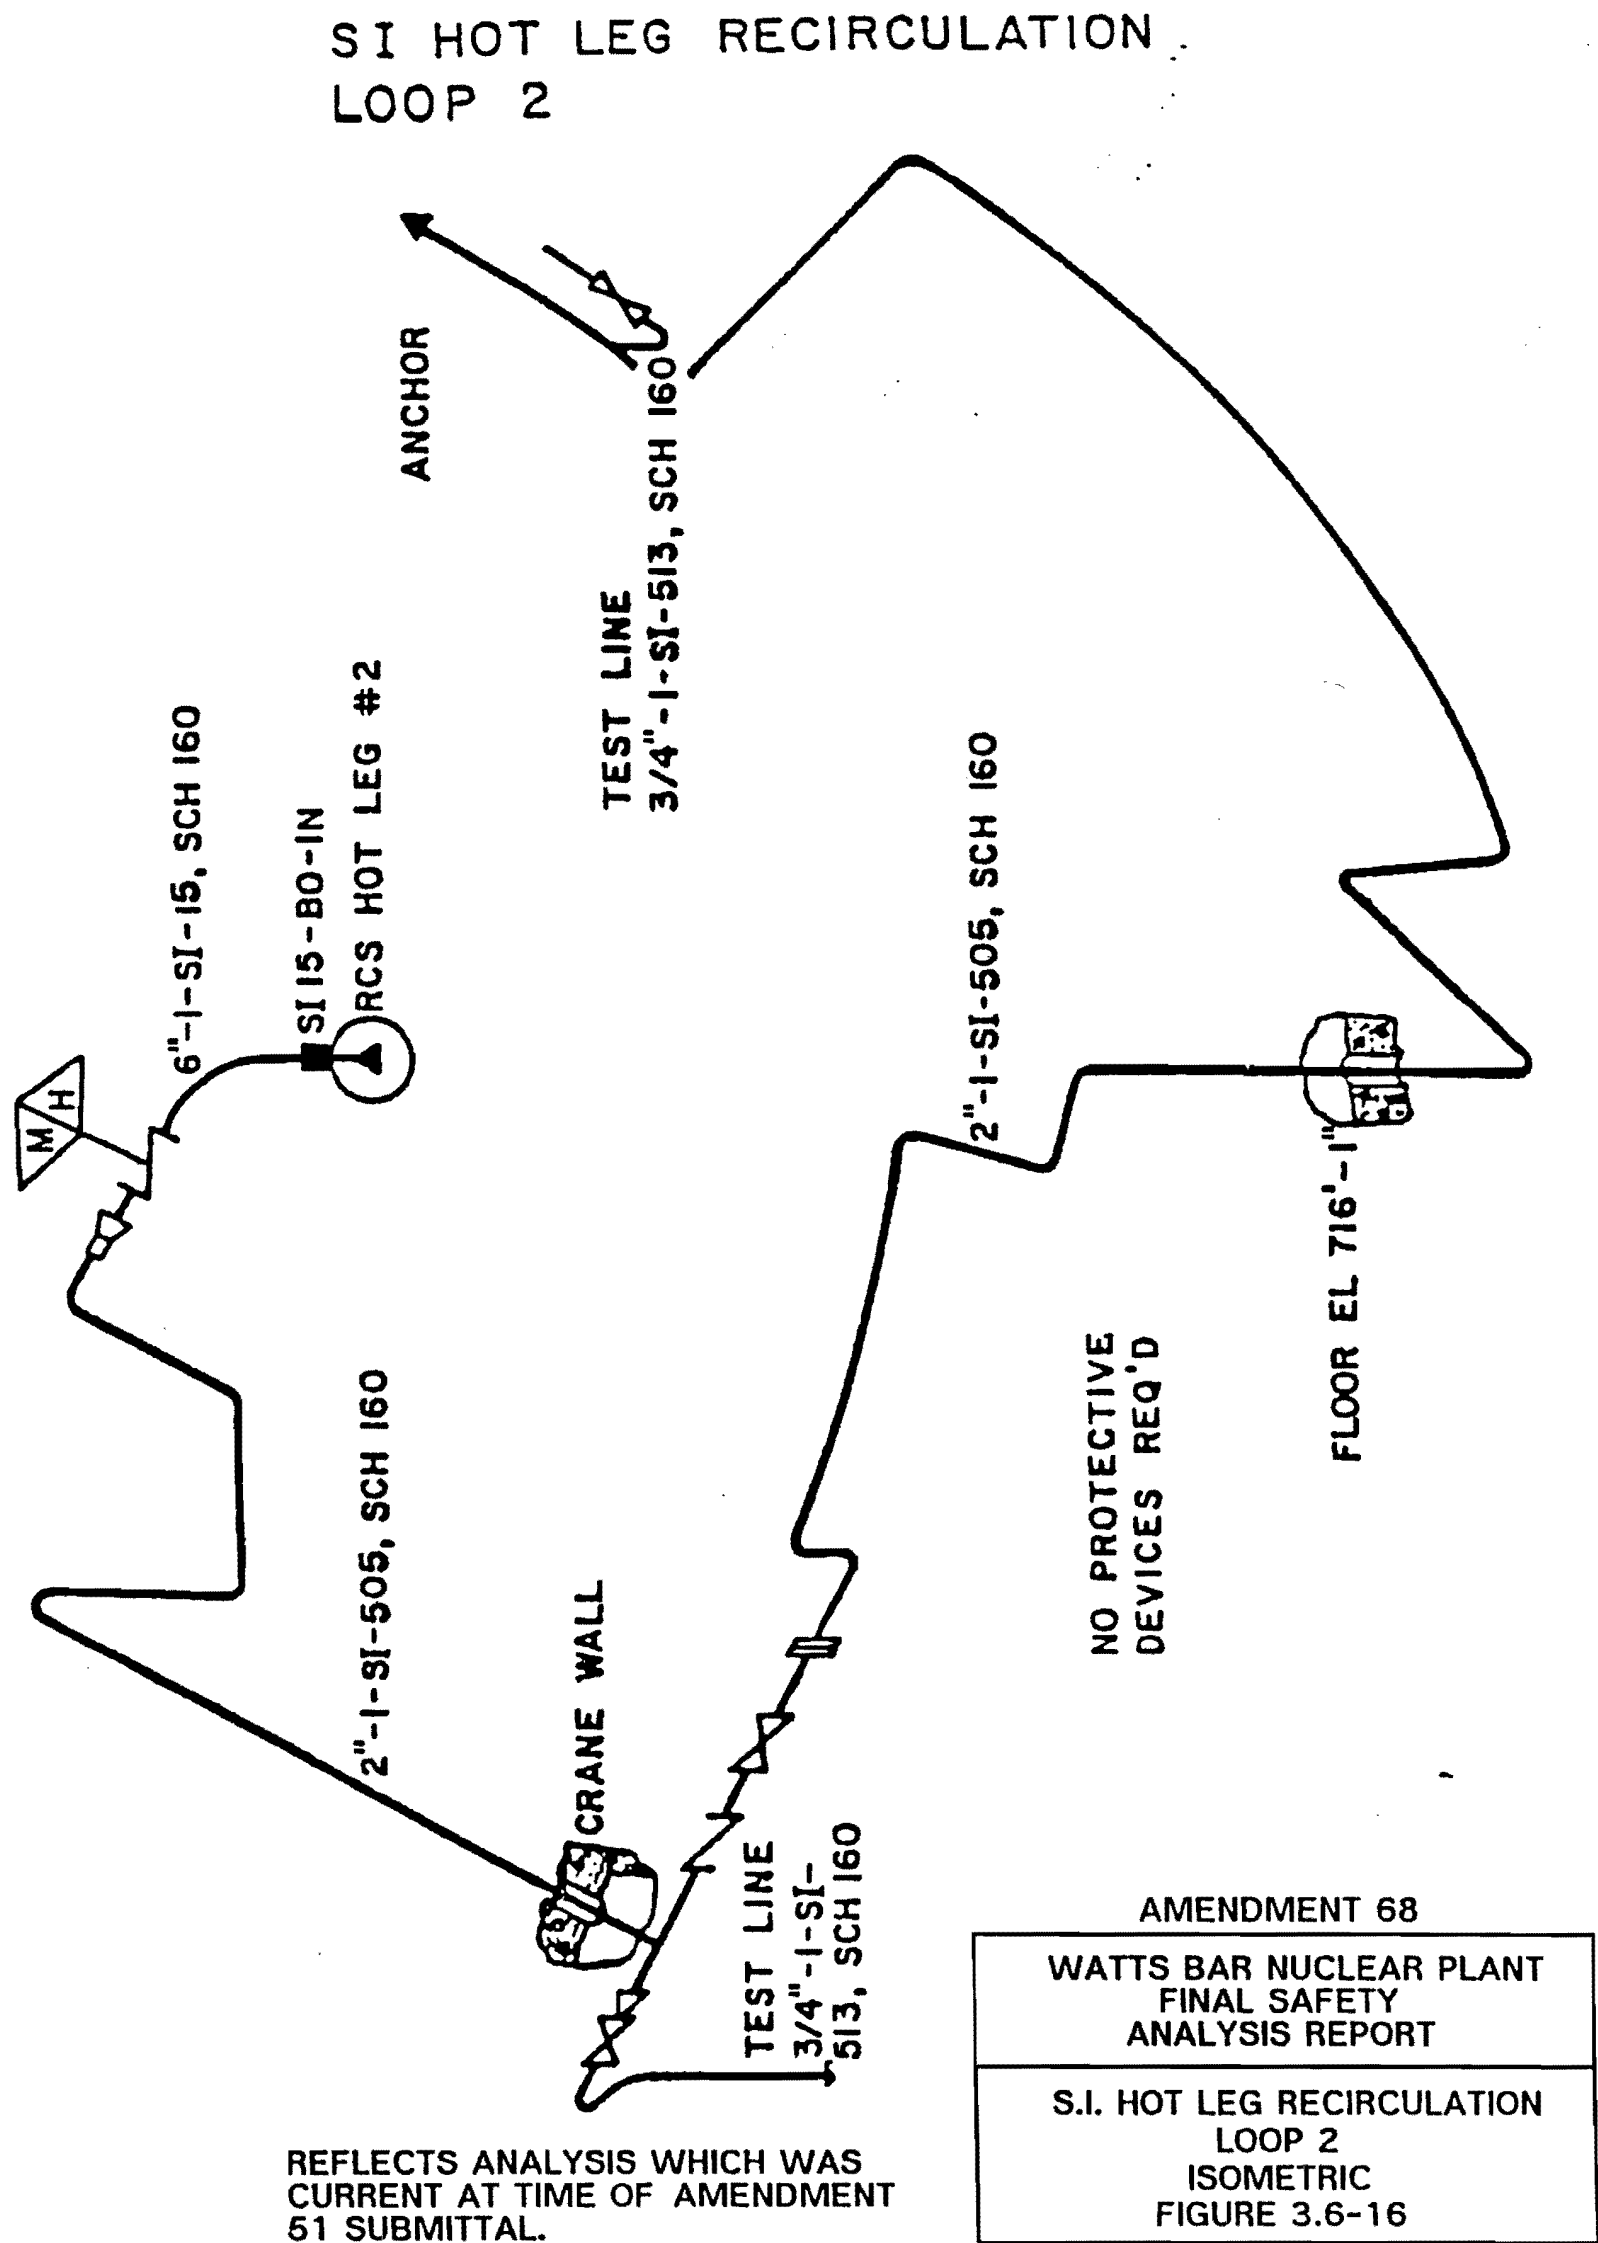 SI HOT LEG RECIRCULATION
LOOP 2
ANCHOR
TEST LINE
3/4"-1-SI-513, SCH 160
6"-1-SI-15, SCH 160
SI15-BO-IN
RCS HOT LEG #2
M
H
2"-1-SI-505, SCH 160
2"-1-SI-505, SCH 160
CRANE WALL
NO PROTECTIVE
DEVICES REQ'D
FLOOR EL 716'-1"
TEST LINE
3/4"-1-SI-
513, SCH 160
AMENDMENT 68
WATTS BAR NUCLEAR PLANT
FINAL SAFETY
ANALYSIS REPORT
S.I. HOT LEG RECIRCULATION
LOOP 2
ISOMETRIC
FIGURE 3.6-16
REFLECTS ANALYSIS WHICH WAS
CURRENT AT TIME OF AMENDMENT
51 SUBMITTAL.